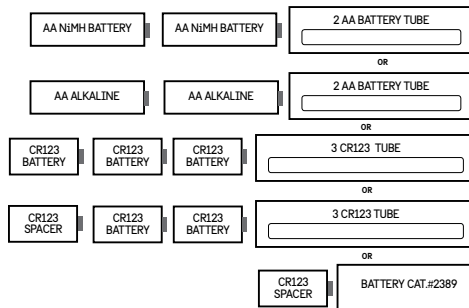 AA NiMH BATTERY AA NiMH BATTERY 2 AA BATTERY TUBE
OR
AA ALKALINE AA ALKALINE 2 AA BATTERY TUBE
OR
CR123 BATTERY CR123 BATTERY CR123 BATTERY 3 CR123 TUBE
OR
CR123 SPACER CR123 BATTERY CR123 BATTERY 3 CR123 TUBE
OR
CR123 SPACER BATTERY CAT.#2389